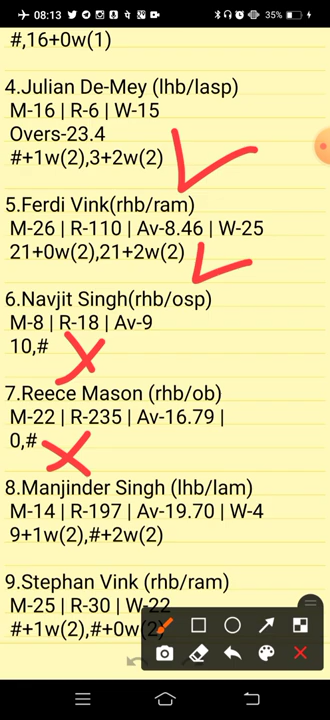 08:13
35%
#,16+0w(1)
4.Julian De-Mey (lhb/lasp)
M-16 | R-6 | W-15
Overs-23.4
#+1w(2),3+2w(2)
5.Ferdi Vink(rhb/ram)
M-26 | R-110 | Av-8.46 | W-25
21+0w(2),21+2w(2)
6.Navjit Singh(rhb/osp)
M-8 | R-18 | Av-9
10,#
7.Reece Mason (rhb/ob)
M-22 | R-235 | Av-16.79 |
0,#
8.Manjinder Singh (lhb/lam)
M-14 | R-197 | Av-19.70 | W-4
9+1w(2),#+2w(2)
9.Stephan Vink (rhb/ram)
M-25 | R-30 | W-22
#+1w(2),#+0w(2)